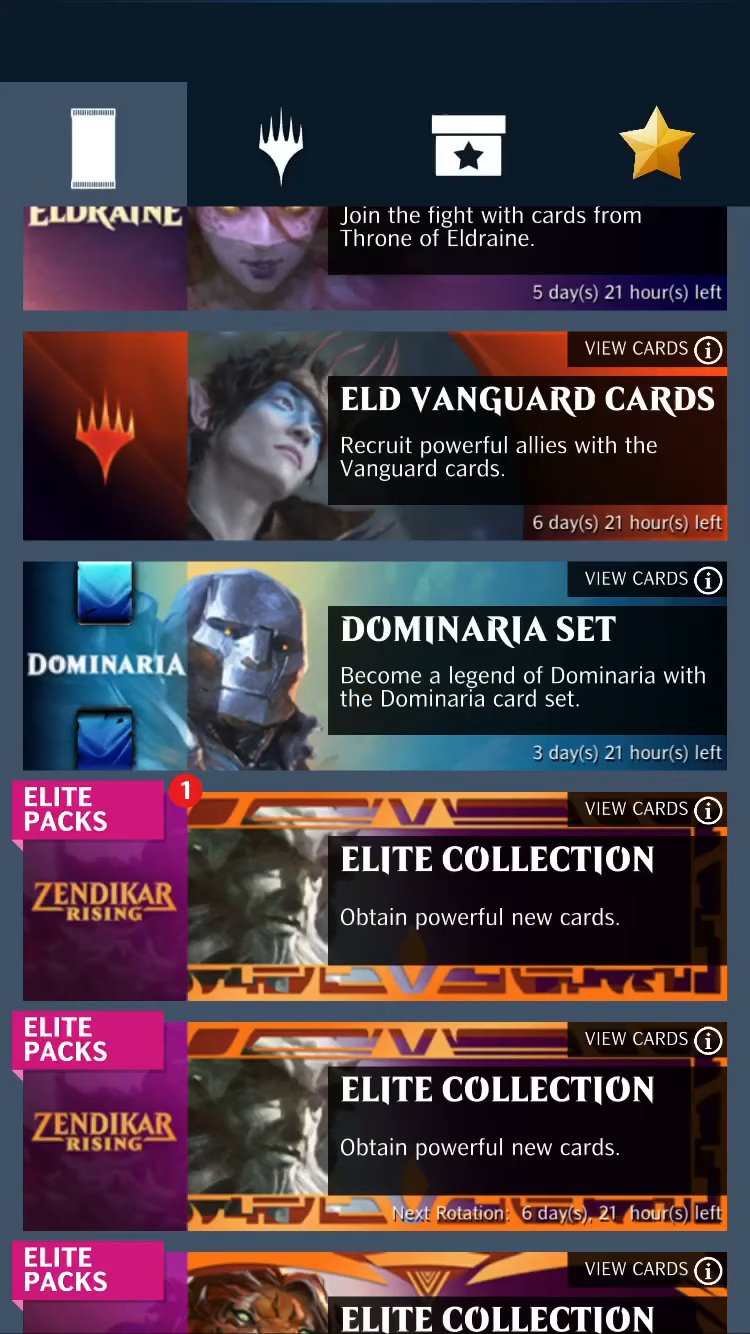 ELDRAINE
Join the fight with cards from
Throne of Eldraine.
5 day(s) 21 hour(s) left
VIEW CARDS
ELD VANGUARD CARDS
Recruit powerful allies with the
Vanguard cards.
6 day(s) 21 hour(s) left
VIEW CARDS
DOMINARIA
DOMINARIA SET
Become a legend of Dominaria with
the Dominaria card set.
3 day(s) 21 hour(s) left
ELITE
PACKS
1
VIEW CARDS
ZENDIKAR
RISING
ELITE COLLECTION
Obtain powerful new cards.
ELITE
PACKS
VIEW CARDS
ZENDIKAR
RISING
ELITE COLLECTION
Obtain powerful new cards.
Next Rotation: 6 day(s), 21 hour(s) left
ELITE
PACKS
VIEW CARDS
ELITE COLLECTION